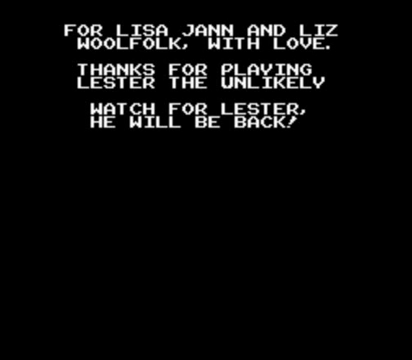 FOR LISA JANN AND LIZ
WOOLFOLK, WITH LOVE.
THANKS FOR PLAYING
LESTER THE UNLIKELY
WATCH FOR LESTER,
HE WILL BE BACK!